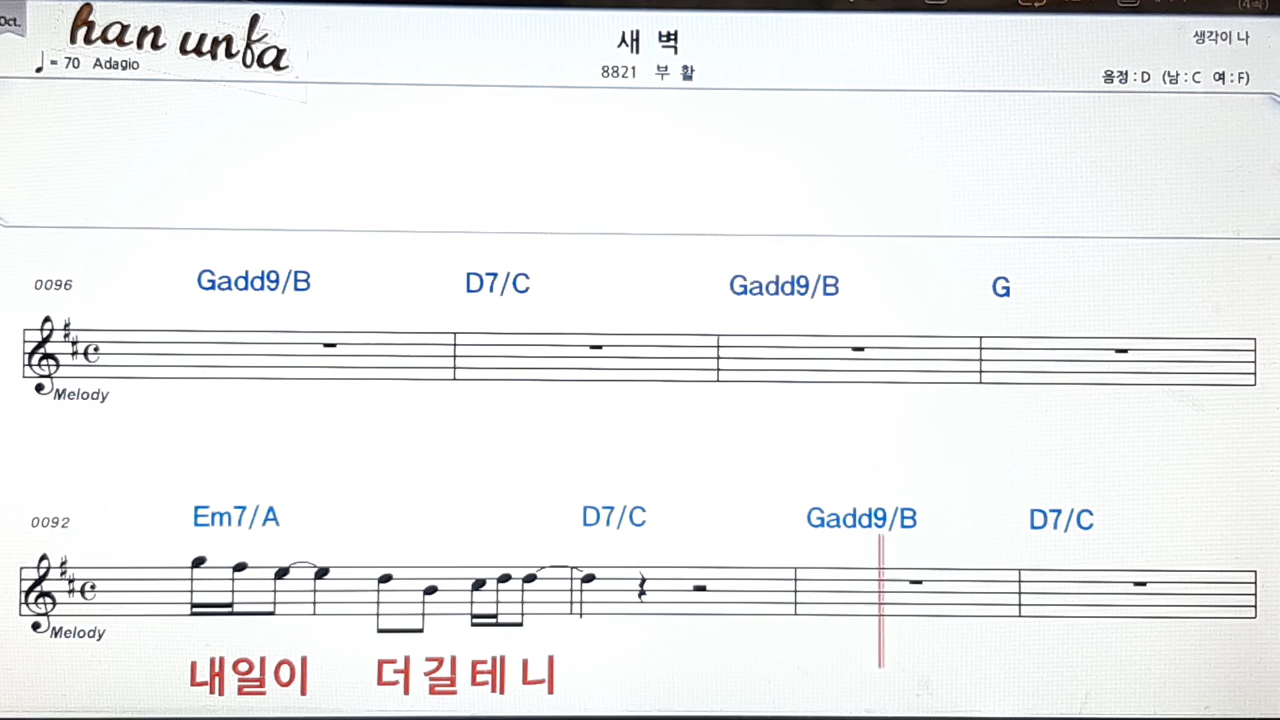 Oct.
han unfa
♩ = 70 Adagio
새 벽
8821 부 활
생각이 나
음정 : D (남 : C 여 : F)
0096
Gadd9/B D7/C Gadd9/B G
Melody
0092
Em7/A D7/C Gadd9/B D7/C
Melody
내일이 더길테니